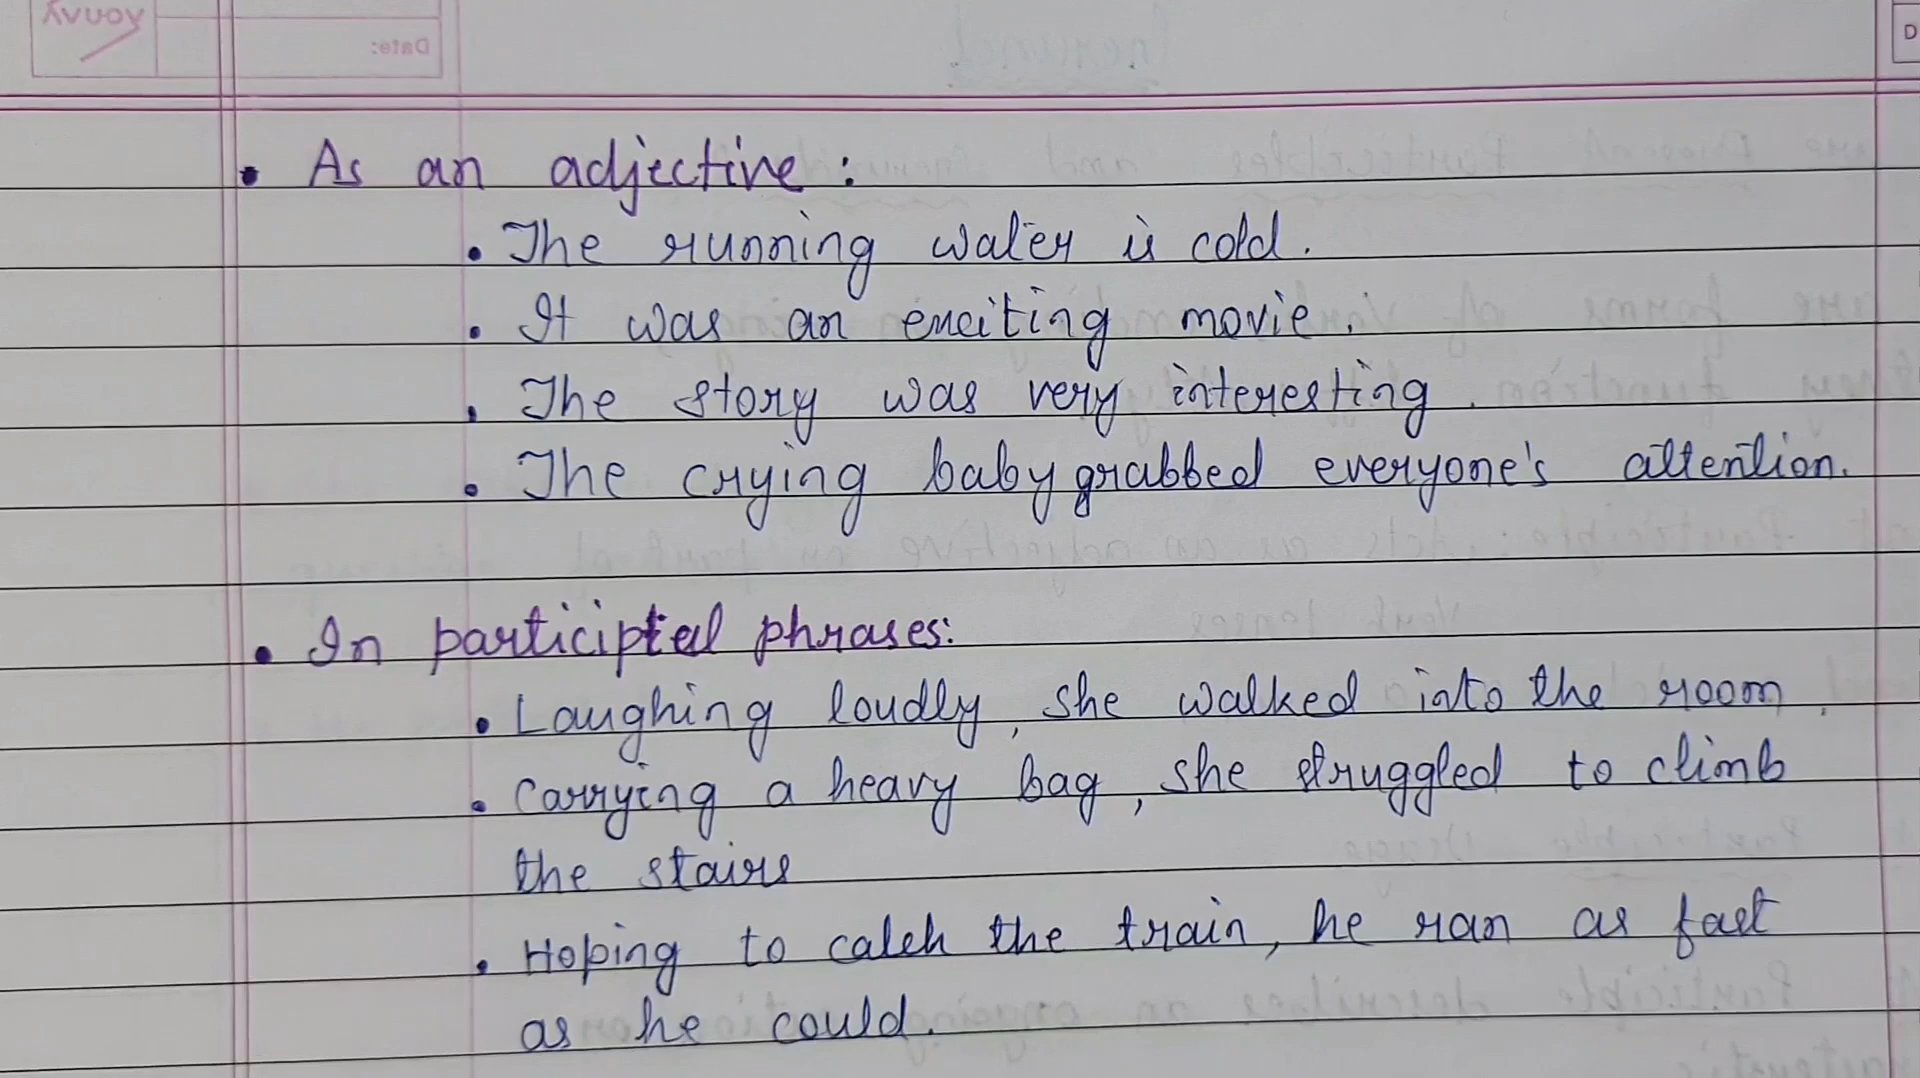 • As an adjective :
• The running water is cold.
• It was an exciting movie.
• The story was very interesting.
• The crying baby grabbed everyone's attention.
• In participial phrases:
• Laughing loudly, she walked into the room.
• Carrying a heavy bag, she struggled to climb
the stairs
• Hoping to catch the train, he ran as fast
as he could.